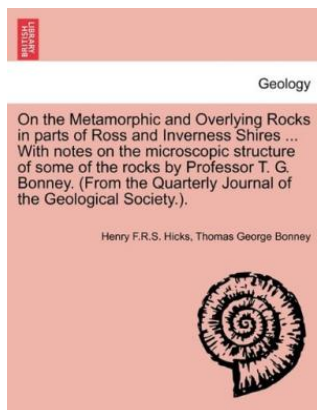 BRITISH
LIBRARY
Geology
On the Metamorphic and Overlying Rocks
in parts of Ross and Inverness Shires ...
With notes on the microscopic structure
of some of the rocks by Professor T. G.
Bonney. (From the Quarterly Journal of
the Geological Society.).
Henry F.R.S. Hicks, Thomas George Bonney